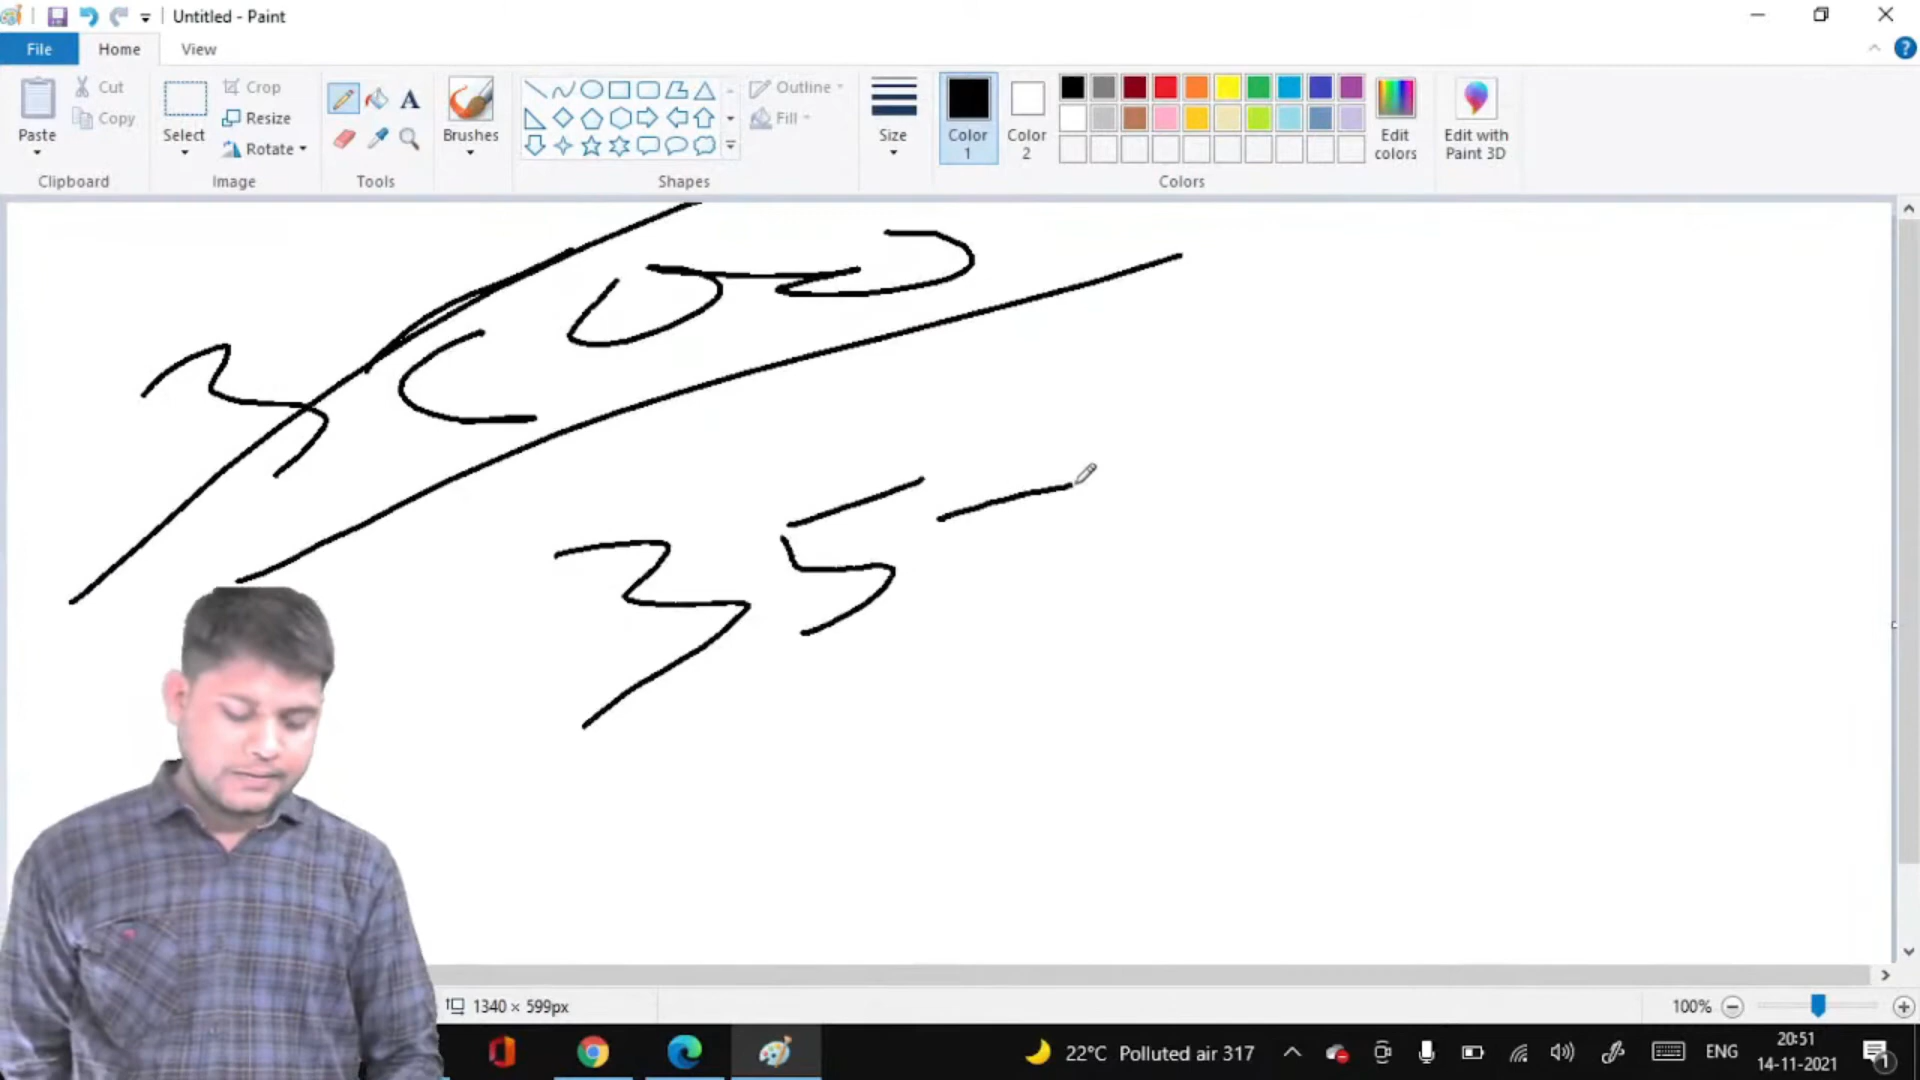 Untitled - Paint
File Home View
Paste
Cut
Copy
Clipboard
Select
Crop
Resize
Rotate
Image
A
Tools
Brushes
Shapes
Outline
Fill
Size
Color 1
Color 2
Edit colors
Colors
Edit with Paint 3D
35
1340 × 599px
100%
22°C Polluted air 317
ENG
20:51
14-11-2021
1